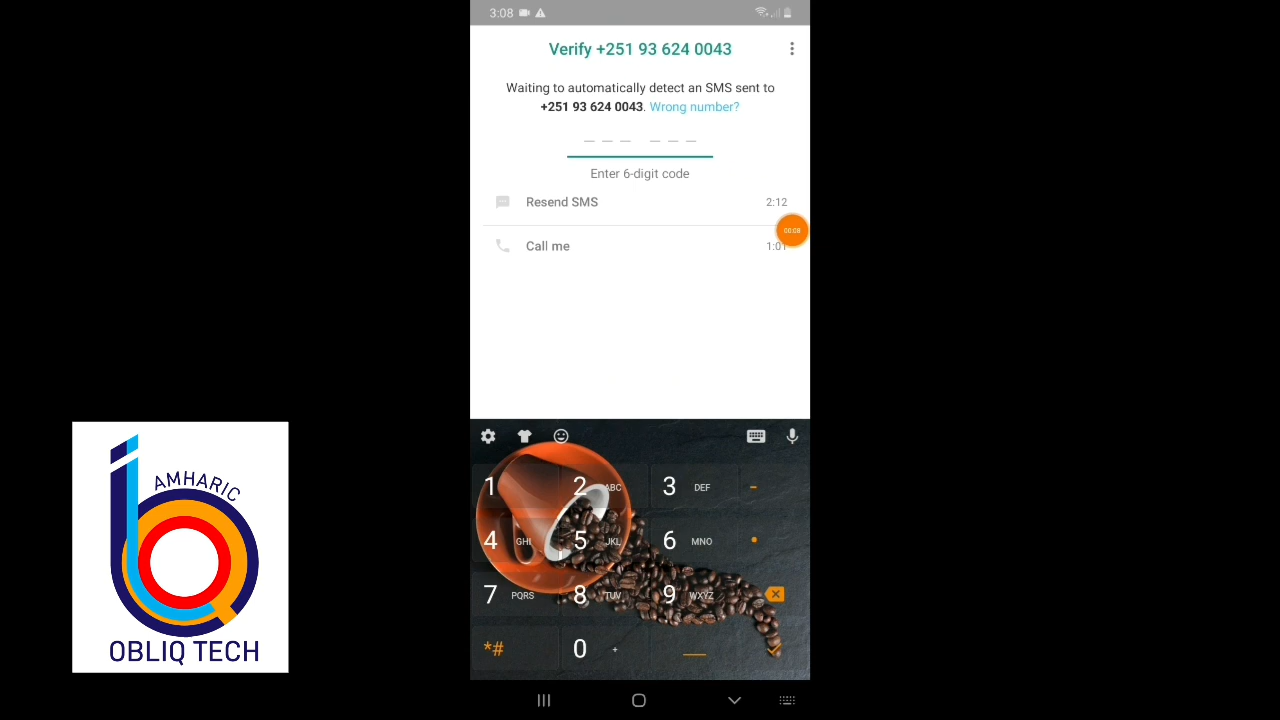 3:08
Verify +251 93 624 0043
Waiting to automatically detect an SMS sent to
+251 93 624 0043. Wrong number?
Enter 6-digit code
Resend SMS 2:12
00:08
Call me 1:01
1 2 ABC 3 DEF -
4 GHI 5 JKL 6 MNO
7 PQRS 8 TUV 9 WXYZ
*# 0 +
AMHARIC
OBLIQ TECH